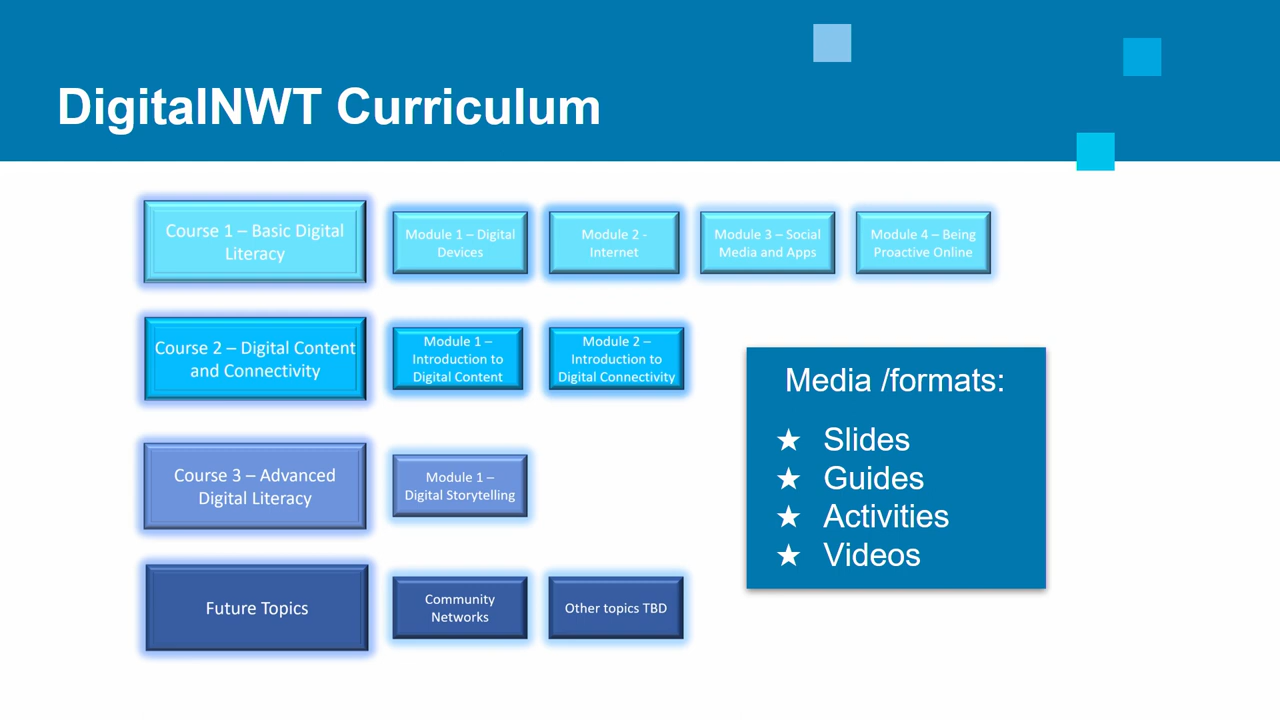 DigitalNWT Curriculum
Course 1 – Basic Digital
Literacy
Module 1 – Digital
Devices
Module 2 -
Internet
Module 3 – Social
Media and Apps
Module 4 – Being
Proactive Online
Course 2 – Digital Content
and Connectivity
Module 1 –
Introduction to
Digital Content
Module 2 –
Introduction to
Digital Connectivity
Course 3 – Advanced
Digital Literacy
Module 1 –
Digital Storytelling
Future Topics
Community
Networks
Other topics TBD
Media /formats:
★ Slides
★ Guides
★ Activities
★ Videos